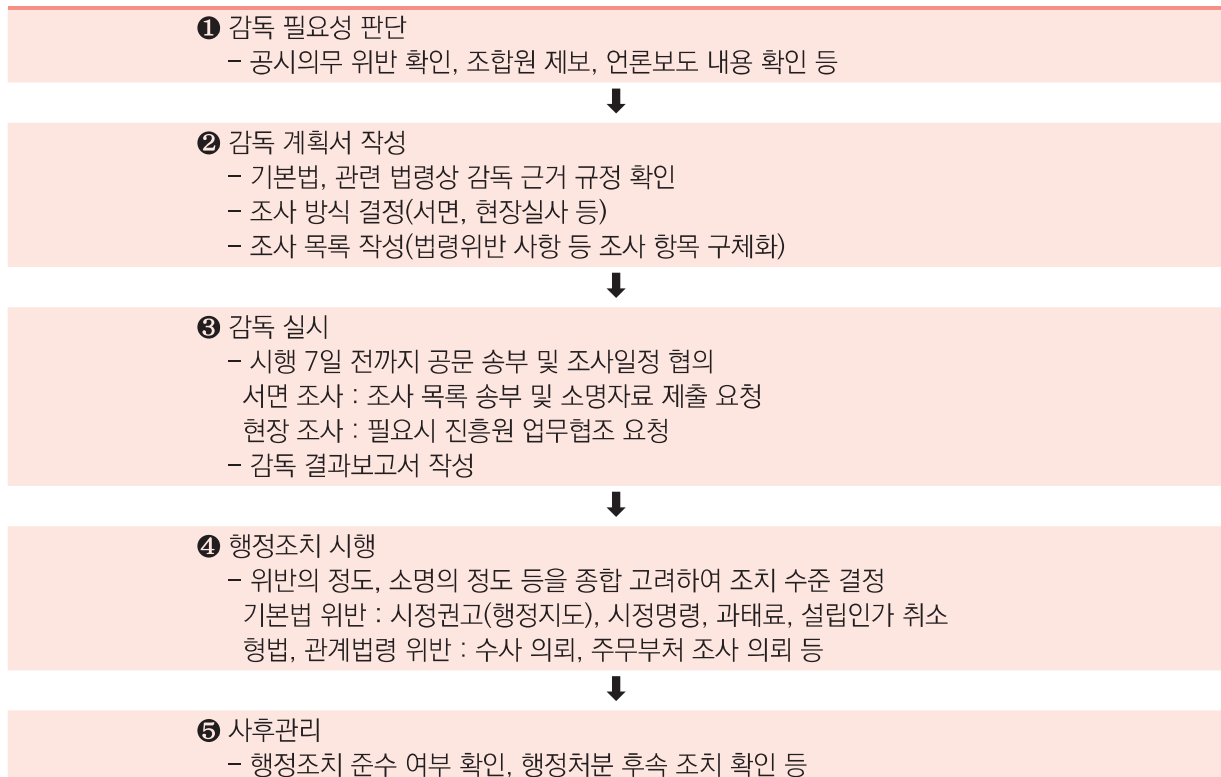 ❶ 감독 필요성 판단
– 공시의무 위반 확인, 조합원 제보, 언론보도 내용 확인 등
❷ 감독 계획서 작성
– 기본법, 관련 법령상 감독 근거 규정 확인
– 조사 방식 결정(서면, 현장실사 등)
– 조사 목록 작성(법령위반 사항 등 조사 항목 구체화)
❸ 감독 실시
– 시행 7일 전까지 공문 송부 및 조사일정 협의
서면 조사 : 조사 목록 송부 및 소명자료 제출 요청
현장 조사 : 필요시 진흥원 업무협조 요청
– 감독 결과보고서 작성
❹ 행정조치 시행
– 위반의 정도, 소명의 정도 등을 종합 고려하여 조치 수준 결정
기본법 위반 : 시정권고(행정지도), 시정명령, 과태료, 설립인가 취소
형법, 관계법령 위반 : 수사 의뢰, 주무부처 조사 의뢰 등
❺ 사후관리
– 행정조치 준수 여부 확인, 행정처분 후속 조치 확인 등